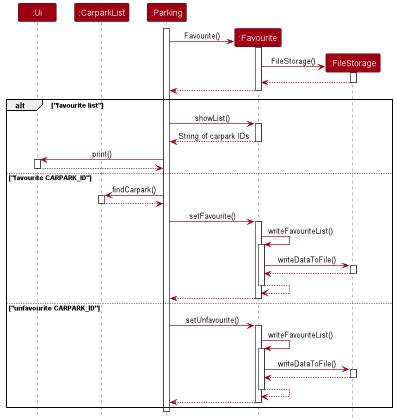 :Ui
:CarparkList
:Parking
Favourite()
:Favourite
FileStorage()
:FileStorage
alt
["favourite list"]
showList()
String of carpark IDs
print()
["favourite CARPARK_ID"]
findCarpark()
setFavourite()
writeFavouriteList()
writeDataToFile()
["unfavourite CARPARK_ID"]
setUnfavourite()
writeFavouriteList()
writeDataToFile()